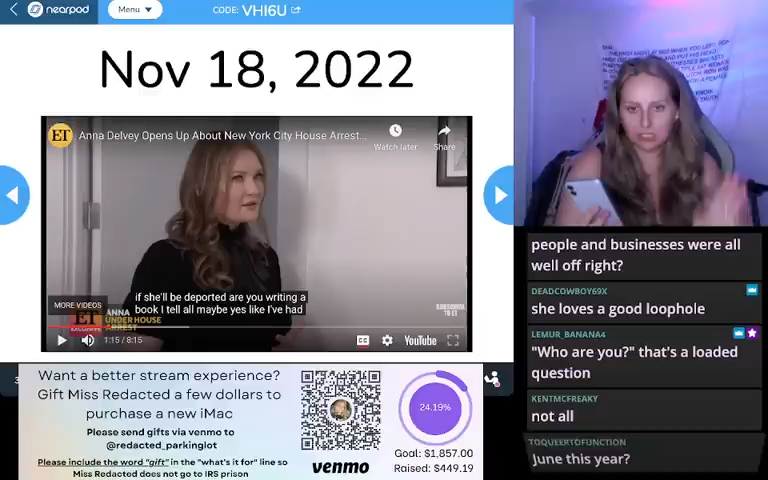 nearpod
Menu
CODE: VHI6U
Nov 18, 2022
ET
Anna Delvey Opens Up About New York City House Arrest...
Watch later
Share
if she'll be deported are you writing a
book I tell all maybe yes like I've had
MORE VIDEOS
ET
ANNA
UNDER HOUSE
ARREST
1:15 / 8:15
CC
YouTube
Want a better stream experience?
Gift Miss Redacted a few dollars to
purchase a new iMac
Please send gifts via venmo to
@redacted_parkinglot
Please include the word "gift" in the "what's it for" line so
Miss Redacted does not go to IRS prison
venmo
24.19%
Goal: $1,857.00
Raised: $449.19
people and businesses were all
well off right?
DEADCOWBOY69X
she loves a good loophole
LEMUR_BANANA4
"Who are you?" that's a loaded
question
KENTMCFREAKY
not all
TOQUEERTOFUNCTION
June this year?